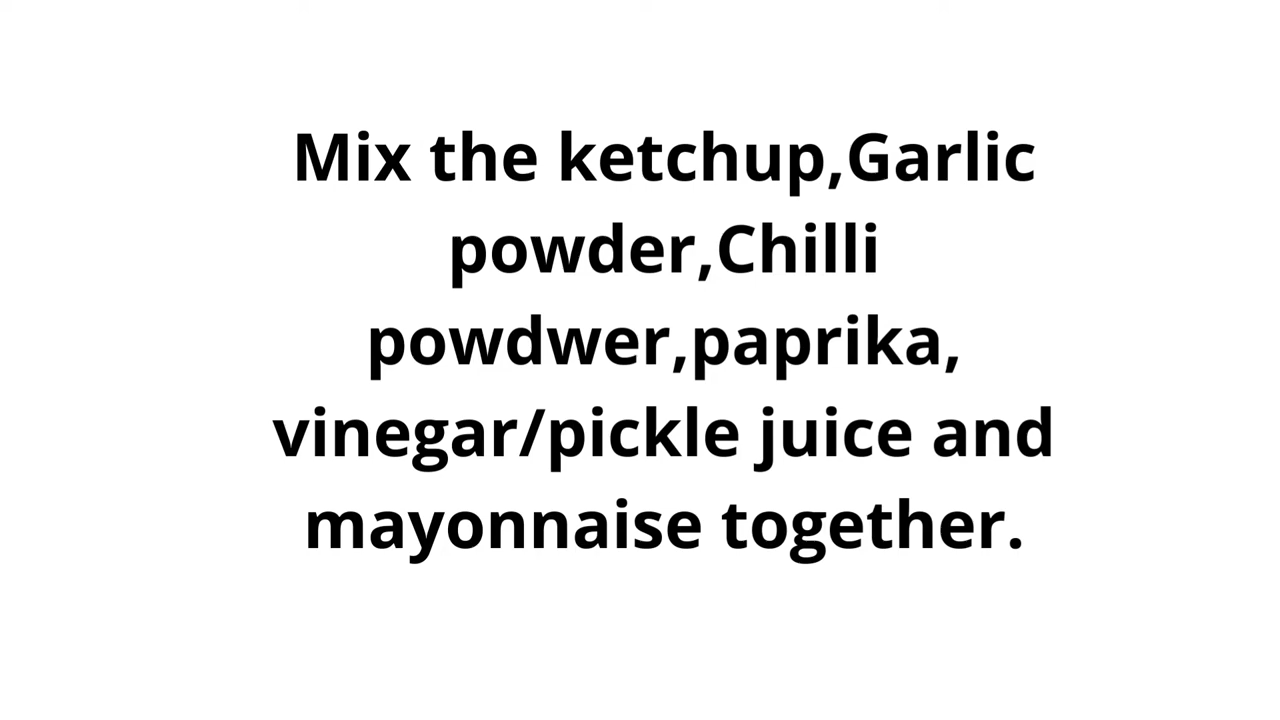 Mix the ketchup,Garlic
powder,Chilli
powdwer,paprika,
vinegar/pickle juice and
mayonnaise together.